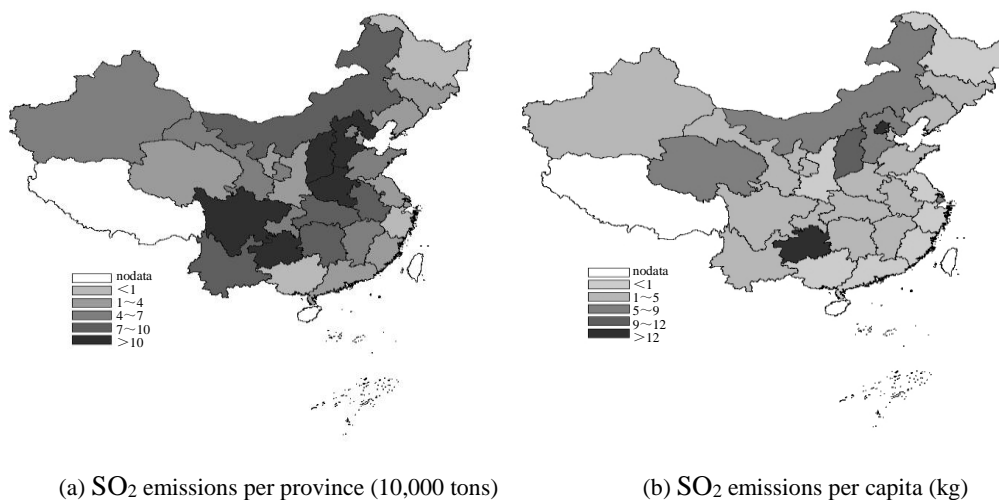 nodata
<1
1～4
4～7
7～10
>10
nodata
<1
1～5
5～9
9～12
>12
(a) SO₂ emissions per province (10,000 tons)
(b) SO₂ emissions per capita (kg)